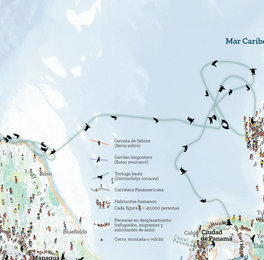 Mar Caribe
Gaviota de Sabine
(Xema sabini)
Gavilán langostero
(Buteo swainsoni)
Tortuga baula
(Dermochelys coriacea)
Carretera Panamericana
Habitantes humanos
Cada figura = 40.000 personas
Personas en desplazamiento
(refugiados, migrantes y
solicitantes de asilo)
Cerro, montaña o volcán
Bluefields
Managua
Colón
Ciudad
de Panamá